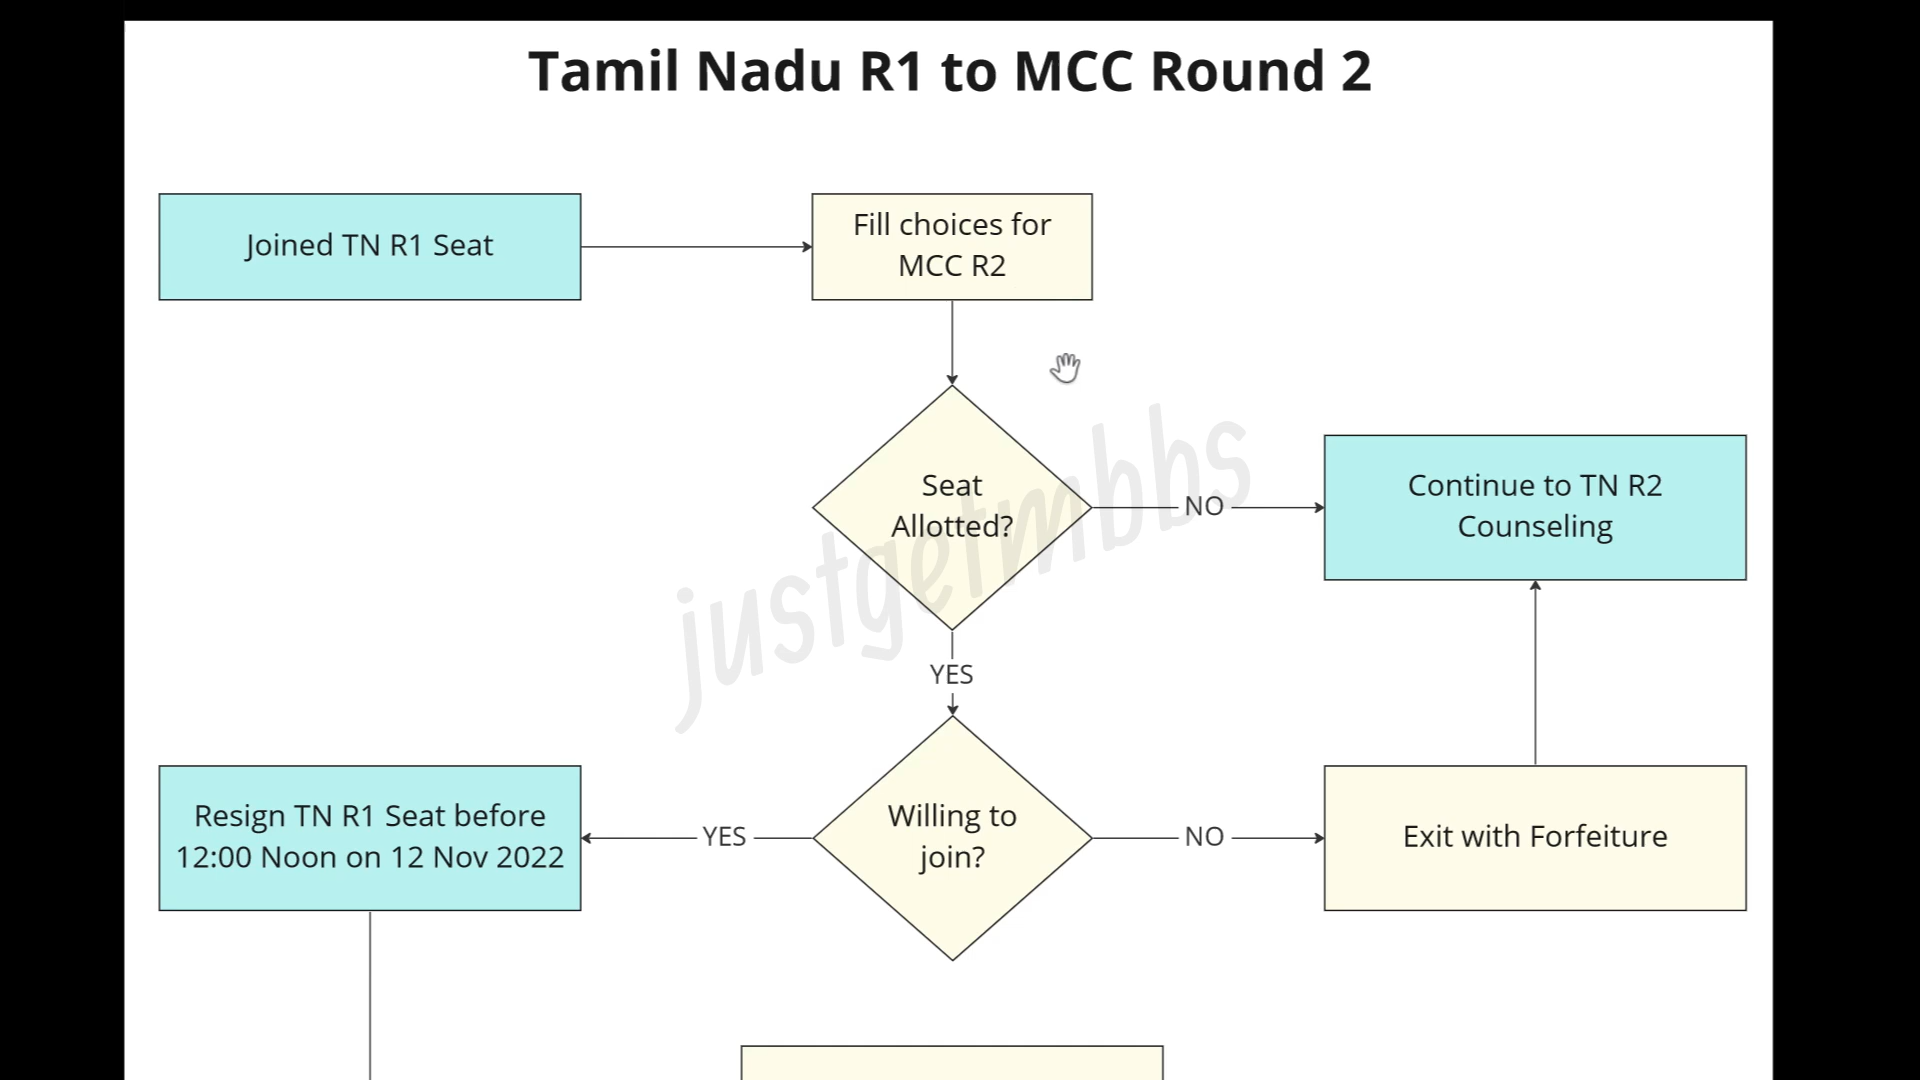 Tamil Nadu R1 to MCC Round 2
Joined TN R1 Seat
Fill choices for
MCC R2
Seat
Allotted?
NO
Continue to TN R2
Counseling
justgetmbbs
YES
Resign TN R1 Seat before
12:00 Noon on 12 Nov 2022
YES
Willing to
join?
NO
Exit with Forfeiture